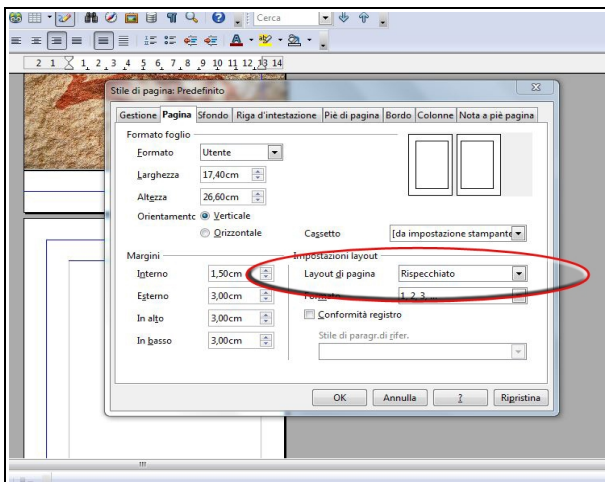 Cerca
2 1 1 2 3 4 5 6 7 8 9 10 11 12 13 14
Stile di pagina: Predefinito
Gestione Pagina Sfondo Riga d'intestazione Piè di pagina Bordo Colonne Nota a piè pagina
Formato foglio
Formato Utente
Larghezza 17,40cm
Altezza 26,60cm
Orientamento Verticale
Orizzontale Cassetto [da impostazione stampante
Margini Impostazioni layout
Interno 1,50cm Layout di pagina Rispecchiato
Esterno 3,00cm Formato 1, 2, 3, ...
In alto 3,00cm Conformità registro
In basso 3,00cm Stile di paragr.di rifer.
OK Annulla ? Ripristina